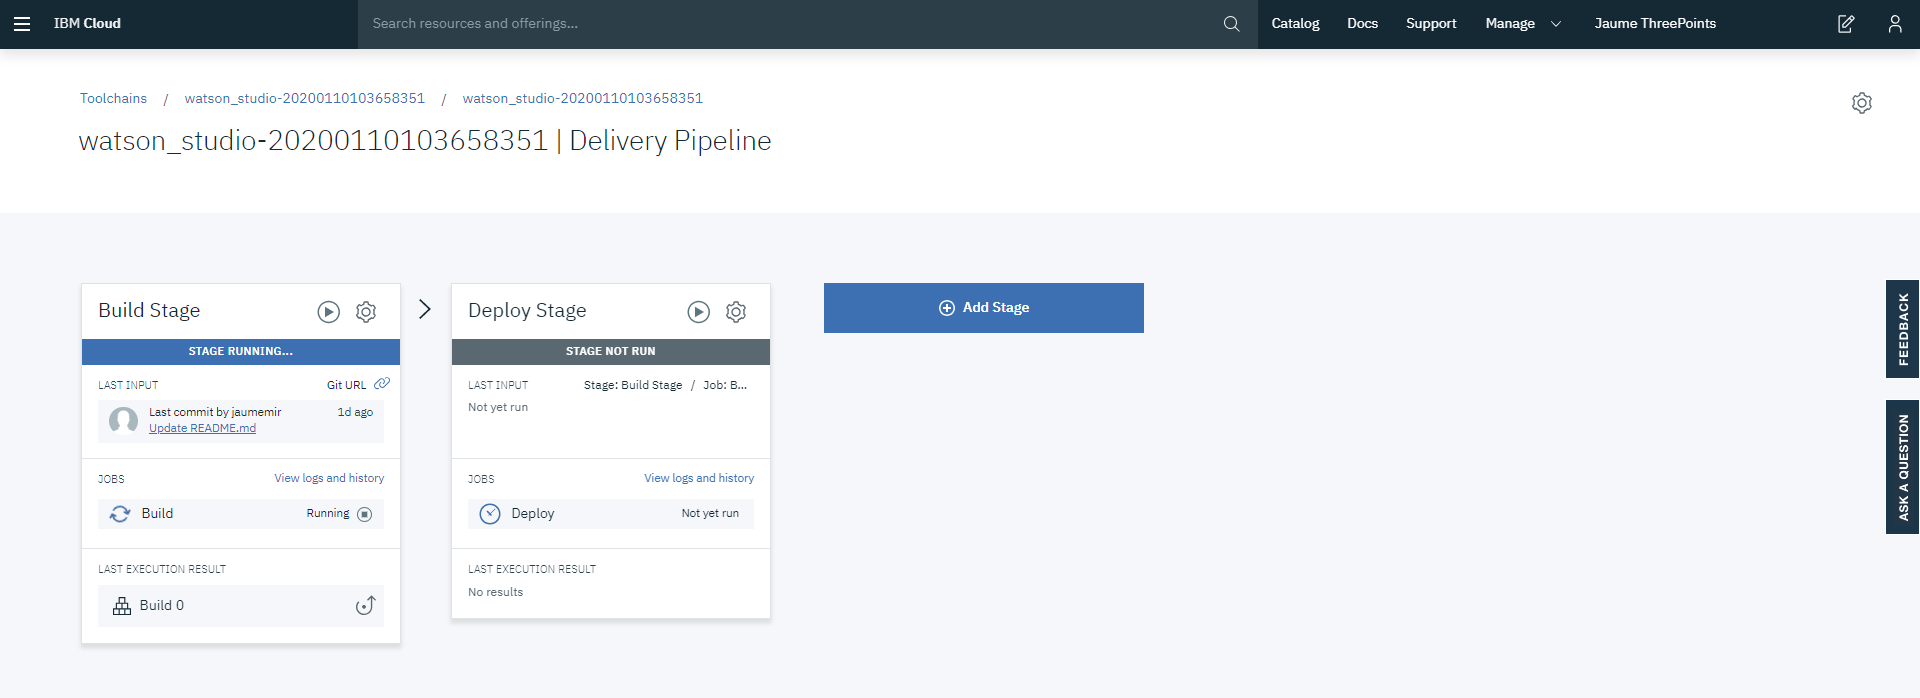 IBM Cloud
Search resources and offerings...
Catalog Docs Support Manage Jaume ThreePoints
Toolchains / watson_studio-20200110103658351 / watson_studio-20200110103658351
watson_studio-20200110103658351 | Delivery Pipeline
Build Stage
STAGE RUNNING...
LAST INPUT Git URL
Last commit by jaumemir 1d ago
Update README.md
JOBS View logs and history
Build Running
LAST EXECUTION RESULT
Build 0
Deploy Stage
STAGE NOT RUN
LAST INPUT Stage: Build Stage / Job: B...
Not yet run
JOBS View logs and history
Deploy Not yet run
LAST EXECUTION RESULT
No results
Add Stage
FEEDBACK
ASK A QUESTION